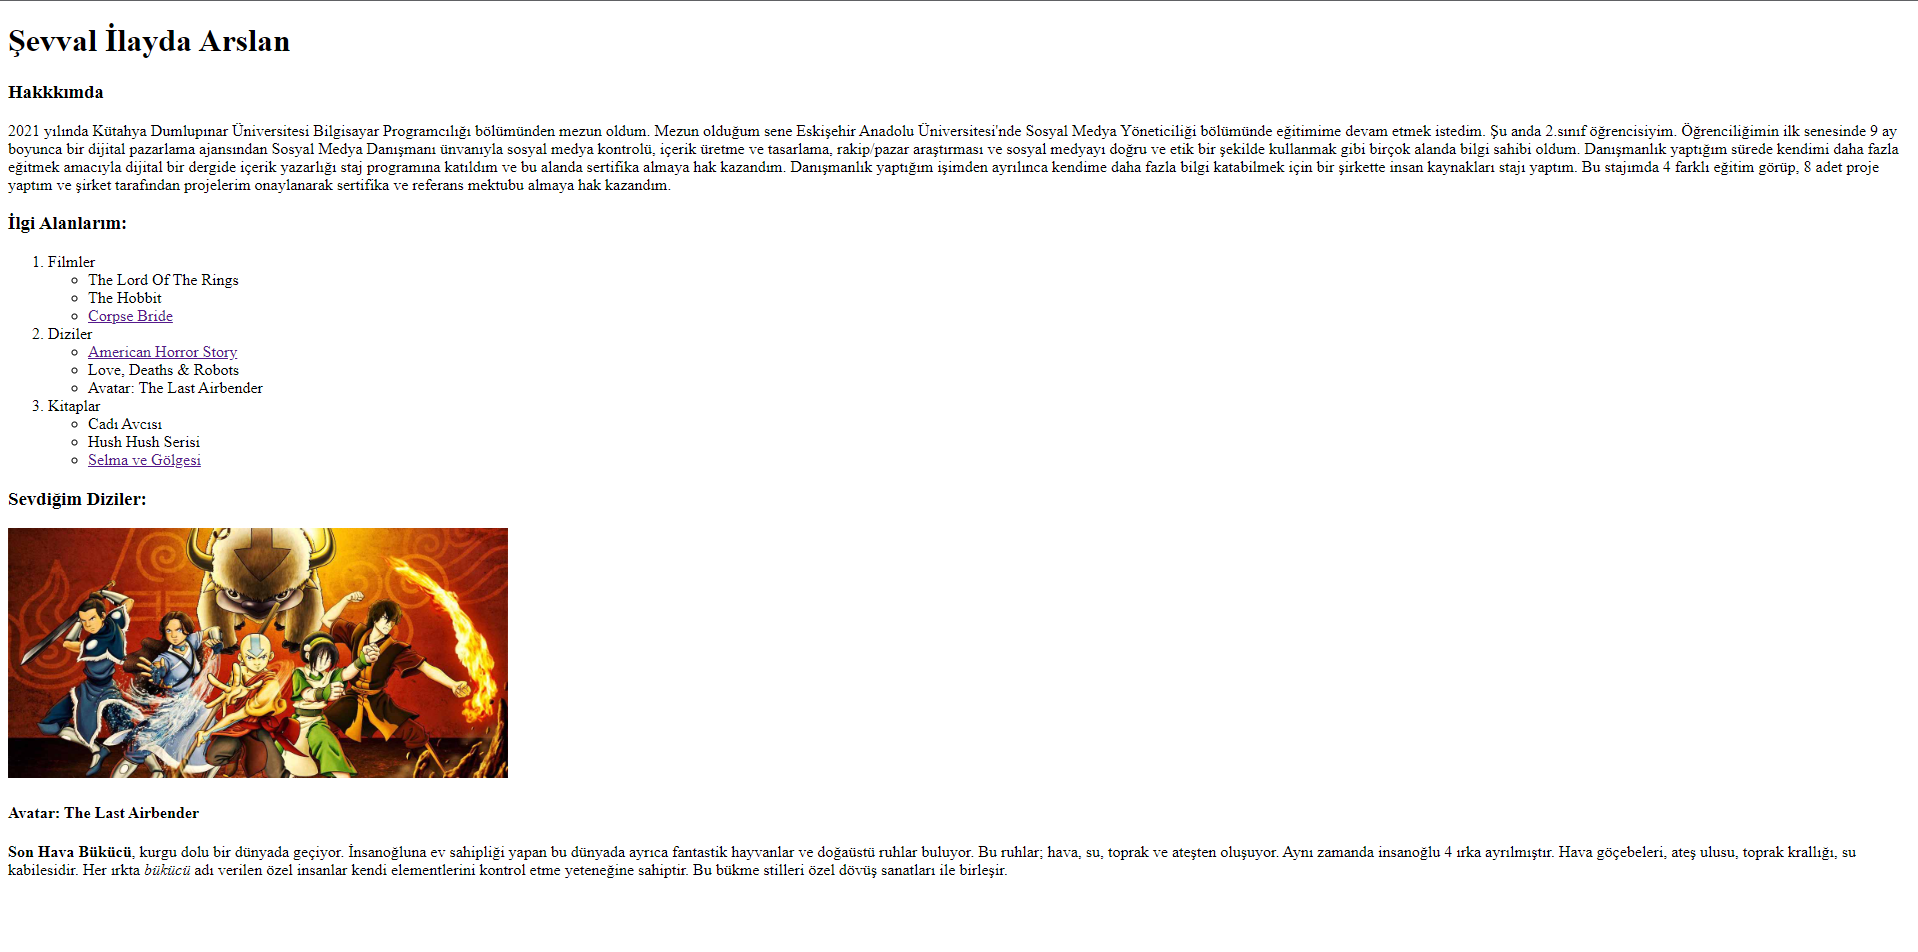 Şevval İlayda Arslan
Hakkkımda
2021 yılında Kütahya Dumlupınar Üniversitesi Bilgisayar Programcılığı bölümünden mezun oldum. Mezun olduğum sene Eskişehir Anadolu Üniversitesi'nde Sosyal Medya Yöneticiliği bölümünde eğitimime devam etmek istedim. Şu anda 2.sınıf öğrencisiyim. Öğrenciliğimin ilk senesinde 9 ay
boyunca bir dijital pazarlama ajansından Sosyal Medya Danışmanı ünvanıyla sosyal medya kontrolü, içerik üretme ve tasarlama, rakip/pazar araştırması ve sosyal medyayı doğru ve etik bir şekilde kullanmak gibi birçok alanda bilgi sahibi oldum. Danışmanlık yaptığım sürede kendimi daha fazla
eğitmek amacıyla dijital bir dergide içerik yazarlığı staj programına katıldım ve bu alanda sertifika almaya hak kazandım. Danışmanlık yaptığım işimden ayrılınca kendime daha fazla bilgi katabilmek için bir şirkette insan kaynakları stajı yaptım. Bu stajımda 4 farklı eğitim görüp, 8 adet proje
yaptım ve şirket tarafından projelerim onaylanarak sertifika ve referans mektubu almaya hak kazandım.
İlgi Alanlarım:
1. Filmler
The Lord Of The Rings
The Hobbit
Corpse Bride
2. Diziler
American Horror Story
Love, Deaths & Robots
Avatar: The Last Airbender
3. Kitaplar
Cadı Avcısı
Hush Hush Serisi
Selma ve Gölgesi
Sevdiğim Diziler:
Avatar: The Last Airbender
Son Hava Bükücü, kurgu dolu bir dünyada geçiyor. İnsanoğluna ev sahipliği yapan bu dünyada ayrıca fantastik hayvanlar ve doğaüstü ruhlar buluyor. Bu ruhlar; hava, su, toprak ve ateşten oluşuyor. Aynı zamanda insanoğlu 4 ırka ayrılmıştır. Hava göçebeleri, ateş ulusu, toprak krallığı, su
kabilesidir. Her ırkta bükücü adı verilen özel insanlar kendi elementlerini kontrol etme yeteneğine sahiptir. Bu bükme stilleri özel dövüş sanatları ile birleşir.